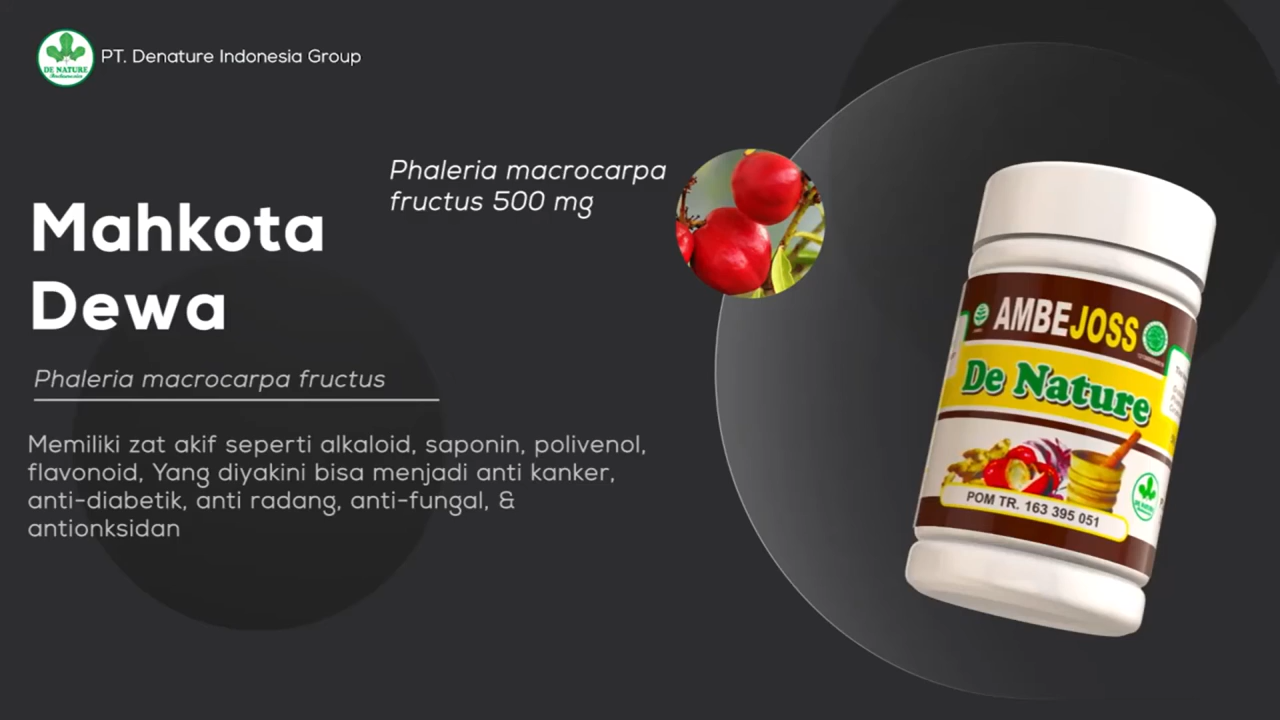 DE NATURE
PT. Denature Indonesia Group
Phaleria macrocarpa
fructus 500 mg
Mahkota
Dewa
Phaleria macrocarpa fructus
Memiliki zat akif seperti alkaloid, saponin, polivenol,
flavonoid, Yang diyakini bisa menjadi anti kanker,
anti-diabetik, anti radang, anti-fungal, &
antionksidan
AMBEJOSS
De Nature
POM TR. 163 395 051